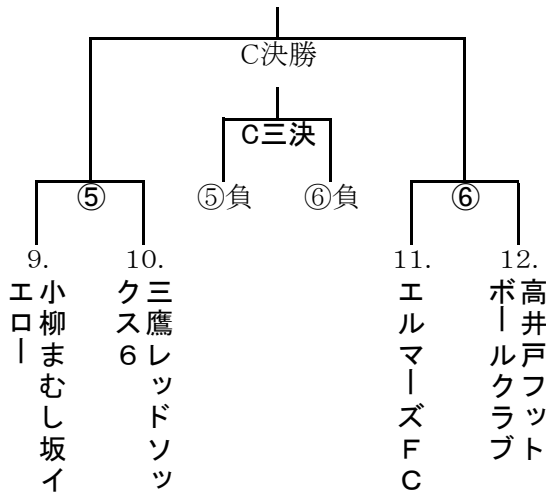 C決勝
C三決
⑤
⑤負
⑥負
⑥
9.
10.
11.
12.
小柳まむし坂イ
エロー
三鷹レッドソッ
クス6
エルマーズFC
高井戸フット
ボールクラブ